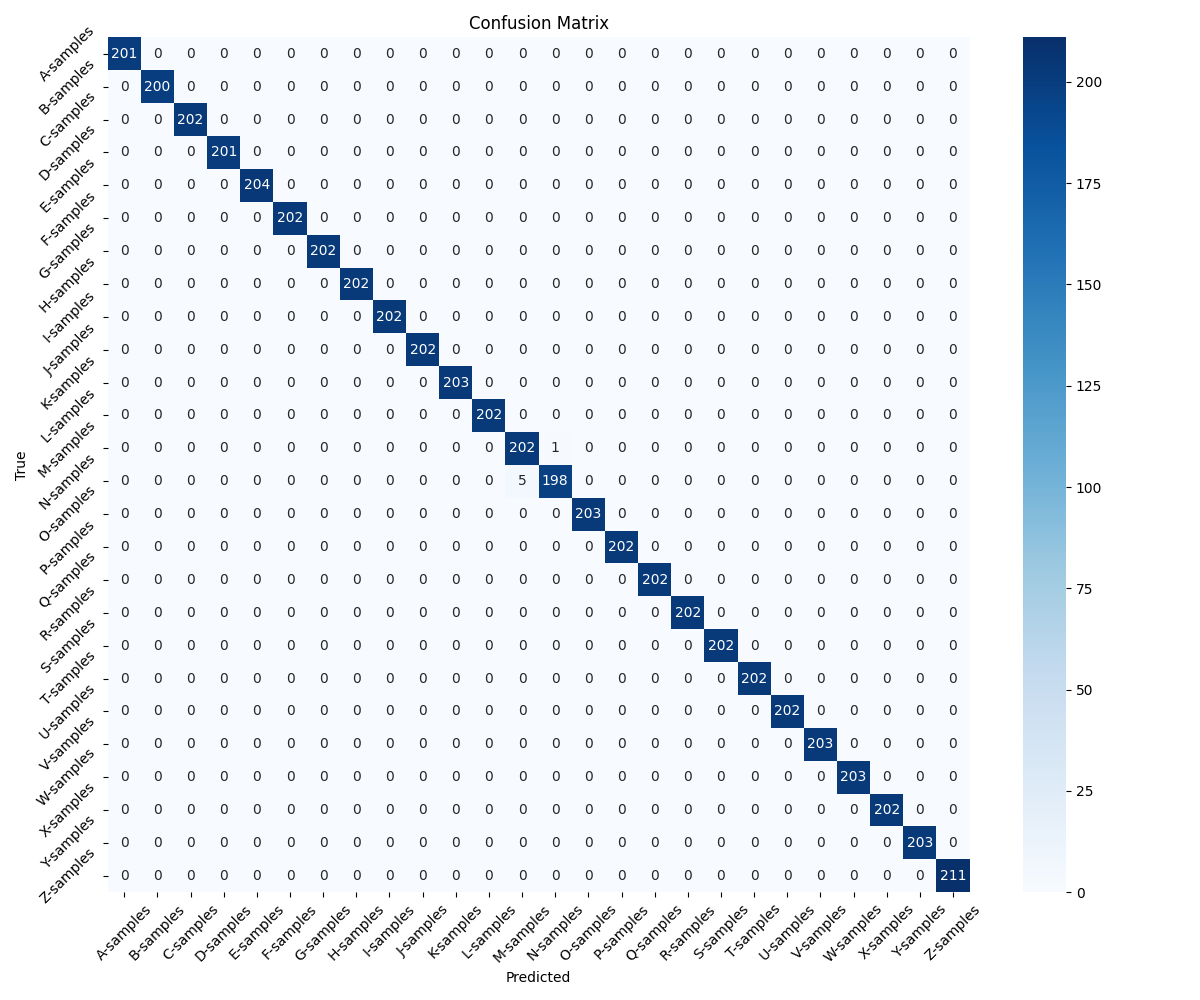 Confusion Matrix
A-samples 201 0 0 0 0 0 0 0 0 0 0 0 0 0 0 0 0 0 0 0 0 0 0 0 0 0
B-samples 0 200 0 0 0 0 0 0 0 0 0 0 0 0 0 0 0 0 0 0 0 0 0 0 0 0
C-samples 0 0 202 0 0 0 0 0 0 0 0 0 0 0 0 0 0 0 0 0 0 0 0 0 0 0
D-samples 0 0 0 201 0 0 0 0 0 0 0 0 0 0 0 0 0 0 0 0 0 0 0 0 0 0
E-samples 0 0 0 0 204 0 0 0 0 0 0 0 0 0 0 0 0 0 0 0 0 0 0 0 0 0
F-samples 0 0 0 0 0 202 0 0 0 0 0 0 0 0 0 0 0 0 0 0 0 0 0 0 0 0
G-samples 0 0 0 0 0 0 202 0 0 0 0 0 0 0 0 0 0 0 0 0 0 0 0 0 0 0
H-samples 0 0 0 0 0 0 0 202 0 0 0 0 0 0 0 0 0 0 0 0 0 0 0 0 0 0
I-samples 0 0 0 0 0 0 0 0 202 0 0 0 0 0 0 0 0 0 0 0 0 0 0 0 0 0
J-samples 0 0 0 0 0 0 0 0 0 202 0 0 0 0 0 0 0 0 0 0 0 0 0 0 0 0
K-samples 0 0 0 0 0 0 0 0 0 0 203 0 0 0 0 0 0 0 0 0 0 0 0 0 0 0
L-samples 0 0 0 0 0 0 0 0 0 0 0 202 0 0 0 0 0 0 0 0 0 0 0 0 0 0
M-samples 0 0 0 0 0 0 0 0 0 0 0 0 202 1 0 0 0 0 0 0 0 0 0 0 0 0
N-samples 0 0 0 0 0 0 0 0 0 0 0 0 5 198 0 0 0 0 0 0 0 0 0 0 0 0
O-samples 0 0 0 0 0 0 0 0 0 0 0 0 0 0 203 0 0 0 0 0 0 0 0 0 0 0
P-samples 0 0 0 0 0 0 0 0 0 0 0 0 0 0 0 202 0 0 0 0 0 0 0 0 0 0
Q-samples 0 0 0 0 0 0 0 0 0 0 0 0 0 0 0 0 202 0 0 0 0 0 0 0 0 0
R-samples 0 0 0 0 0 0 0 0 0 0 0 0 0 0 0 0 0 202 0 0 0 0 0 0 0 0
S-samples 0 0 0 0 0 0 0 0 0 0 0 0 0 0 0 0 0 0 202 0 0 0 0 0 0 0
T-samples 0 0 0 0 0 0 0 0 0 0 0 0 0 0 0 0 0 0 0 202 0 0 0 0 0 0
U-samples 0 0 0 0 0 0 0 0 0 0 0 0 0 0 0 0 0 0 0 0 202 0 0 0 0 0
V-samples 0 0 0 0 0 0 0 0 0 0 0 0 0 0 0 0 0 0 0 0 0 203 0 0 0 0
W-samples 0 0 0 0 0 0 0 0 0 0 0 0 0 0 0 0 0 0 0 0 0 0 203 0 0 0
X-samples 0 0 0 0 0 0 0 0 0 0 0 0 0 0 0 0 0 0 0 0 0 0 0 202 0 0
Y-samples 0 0 0 0 0 0 0 0 0 0 0 0 0 0 0 0 0 0 0 0 0 0 0 0 203 0
Z-samples 0 0 0 0 0 0 0 0 0 0 0 0 0 0 0 0 0 0 0 0 0 0 0 0 0 211
True
A-samples B-samples C-samples D-samples E-samples F-samples G-samples H-samples I-samples J-samples K-samples L-samples M-samples N-samples O-samples P-samples Q-samples R-samples S-samples T-samples U-samples V-samples W-samples X-samples Y-samples Z-samples
Predicted
200
175
150
125
100
75
50
25
0